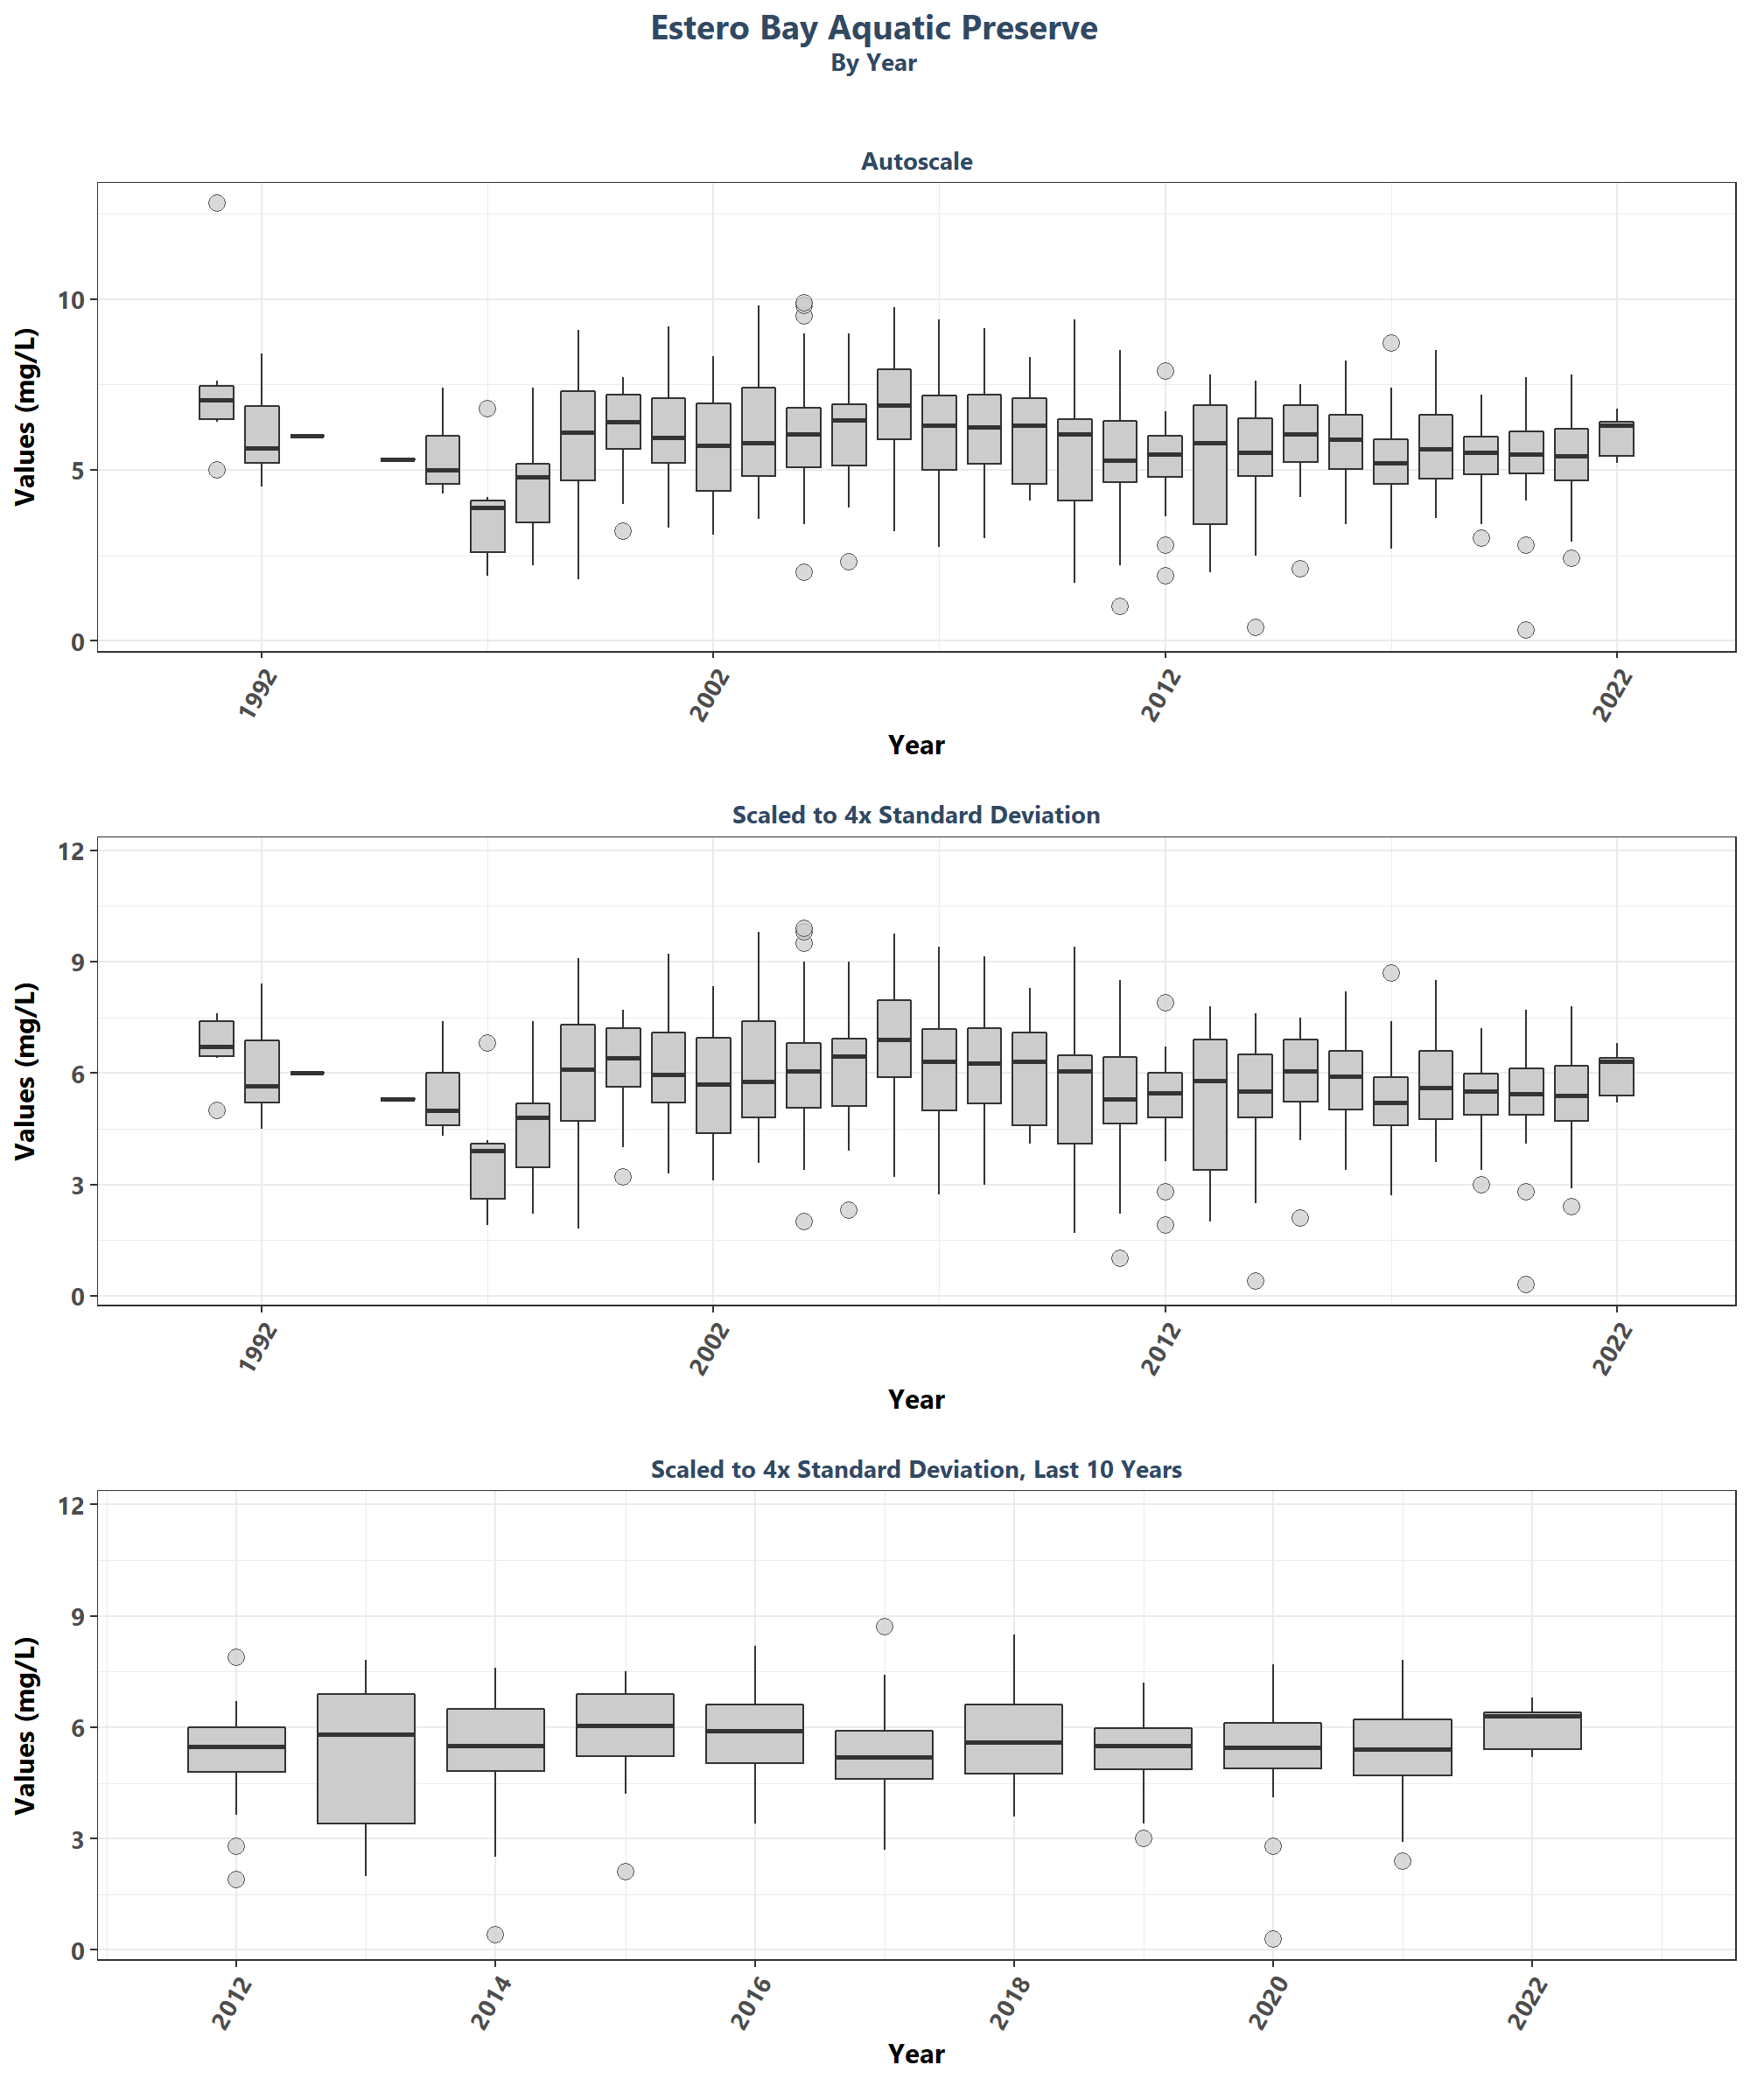 Estero Bay Aquatic Preserve
By Year
Autoscale
Values (mg/L)
10
5
0
1992
2002
2012
2022
Year
Scaled to 4x Standard Deviation
Values (mg/L)
12
9
6
3
0
1992
2002
2012
2022
Year
Scaled to 4x Standard Deviation, Last 10 Years
Values (mg/L)
12
9
6
3
0
2012
2014
2016
2018
2020
2022
Year